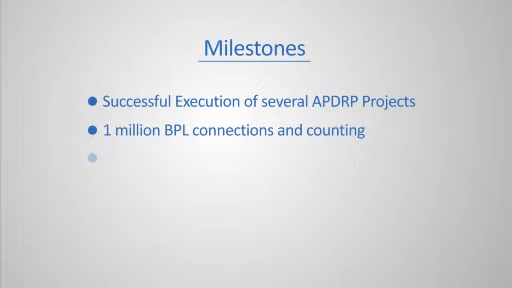 Milestones
Successful Execution of several APDRP Projects
1 million BPL connections and counting